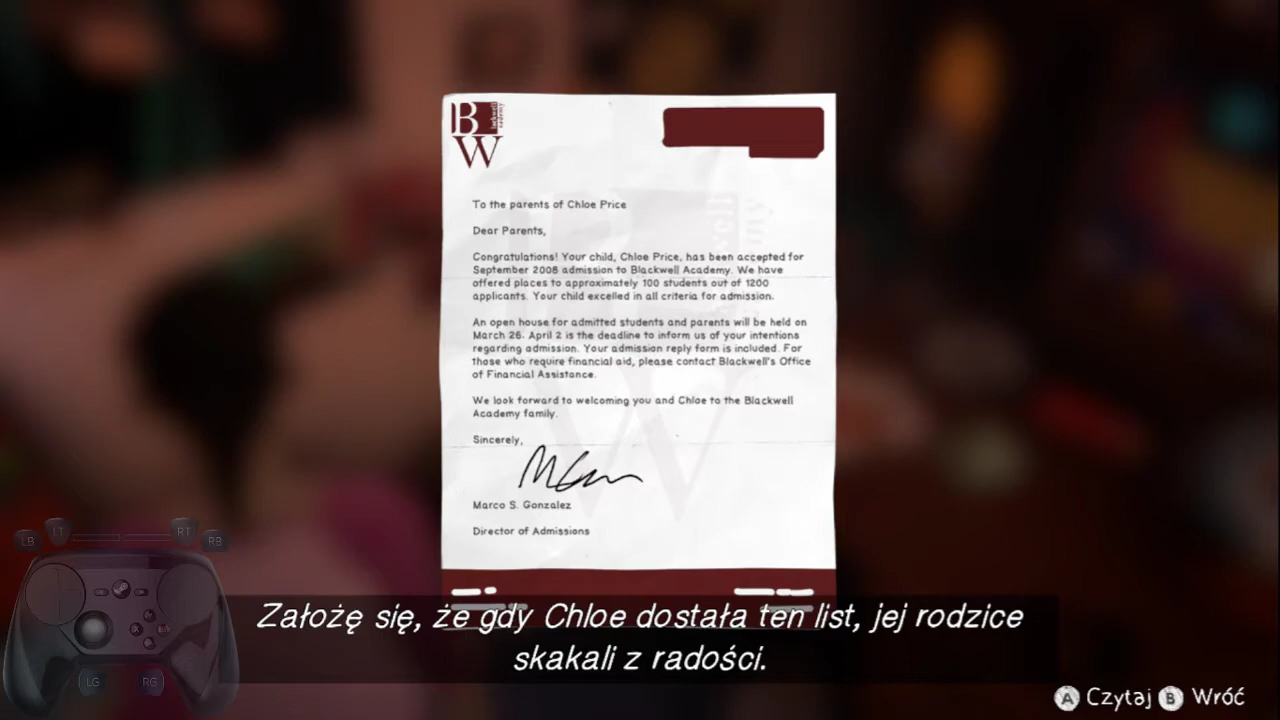 BW
Blackwell Academy
To the parents of Chloe Price
Dear Parents,
Congratulations! Your child, Chloe Price, has been accepted for
September 2008 admission to Blackwell Academy. We have
offered places to approximately 100 students out of 1200
applicants. Your child excelled in all criteria for admission.
An open house for admitted students and parents will be held on
March 26. April 2 is the deadline to inform us of your intentions
regarding admission. Your admission reply form is included. For
those who require financial aid, please contact Blackwell's Office
of Financial Assistance.
We look forward to welcoming you and Chloe to the Blackwell
Academy family.
Sincerely,
Marco S. Gonzalez
Director of Admissions
Założę się, że gdy Chloe dostała ten list, jej rodzice
skakali z radości.
LB LT RT RB
LG RG
A Czytaj B Wróć